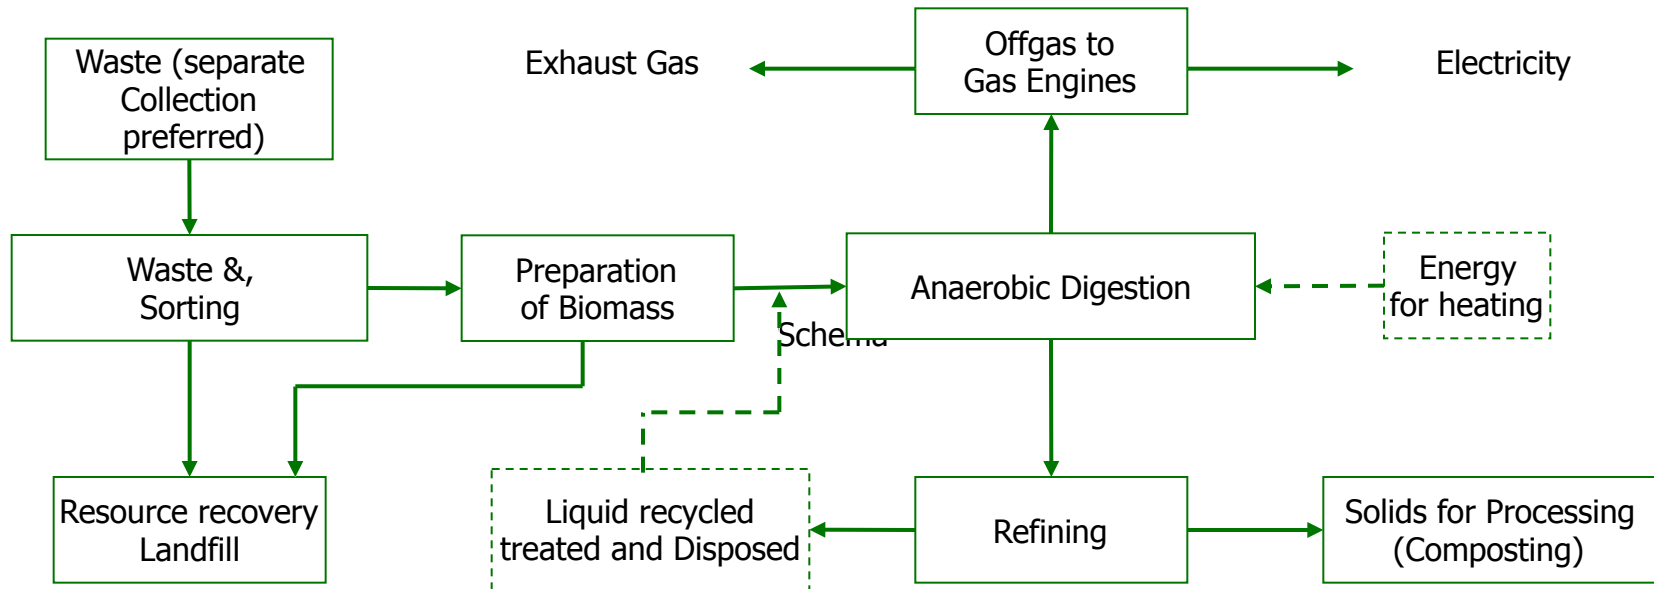 Waste (separate
Collection
preferred)
Exhaust Gas
Offgas to
Gas Engines
Electricity
Waste &,
Sorting
Preparation
of Biomass
Schema
Anaerobic Digestion
Energy
for heating
Resource recovery
Landfill
Liquid recycled
treated and Disposed
Refining
Solids for Processing
(Composting)